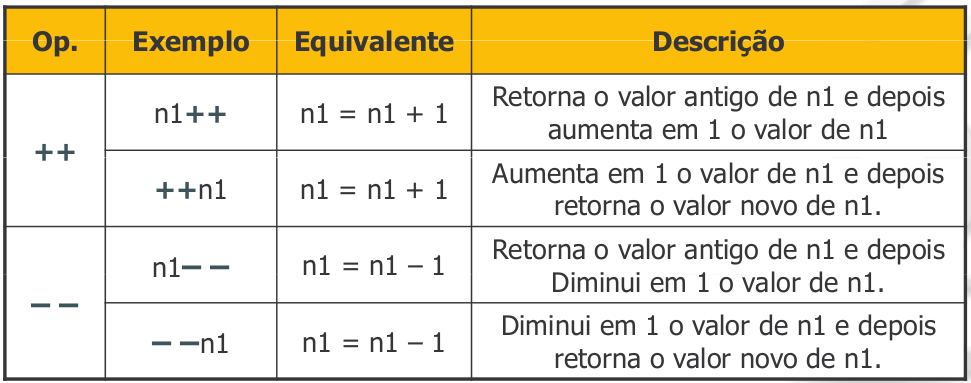 Op. Exemplo Equivalente Descrição
++
n1++ n1 = n1 + 1 Retorna o valor antigo de n1 e depois
aumenta em 1 o valor de n1
++n1 n1 = n1 + 1 Aumenta em 1 o valor de n1 e depois
retorna o valor novo de n1.
– –
n1– – n1 = n1 – 1 Retorna o valor antigo de n1 e depois
Diminui em 1 o valor de n1.
– –n1 n1 = n1 – 1 Diminui em 1 o valor de n1 e depois
retorna o valor novo de n1.